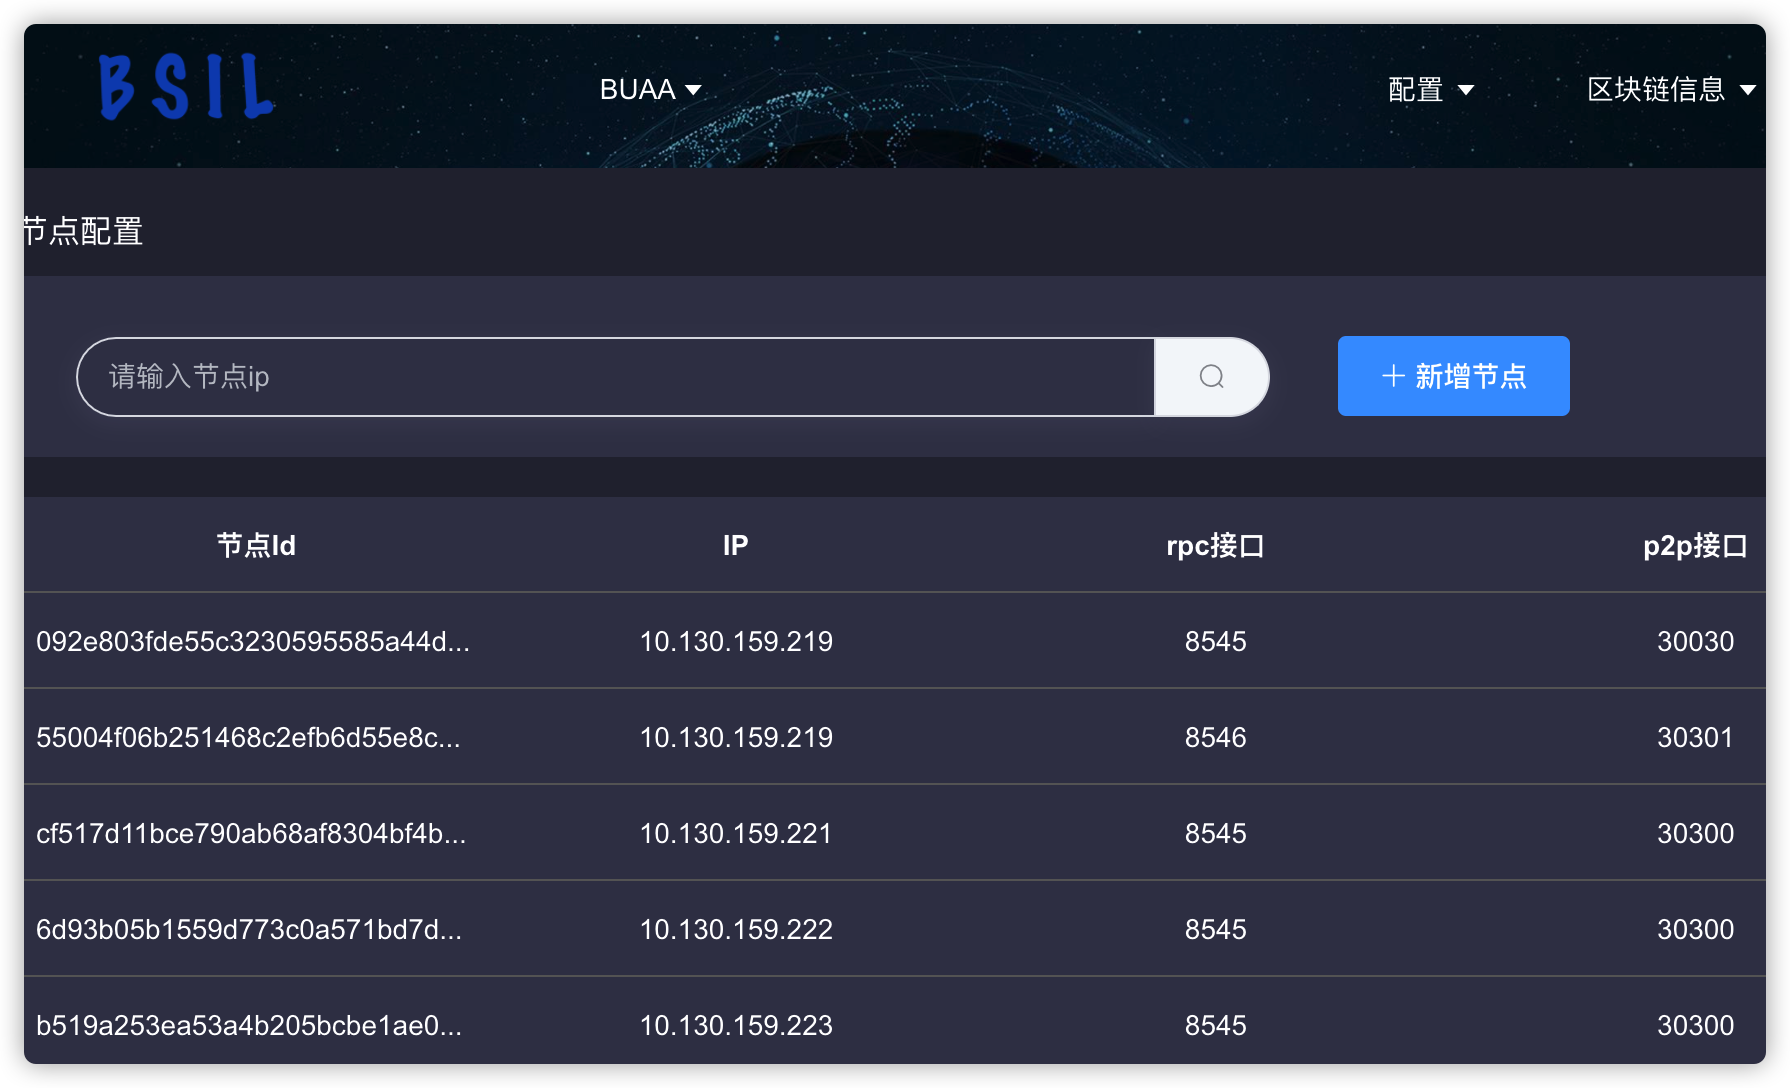 BSIL
BUAA 配置 区块链信息
节点配置
请输入节点ip
新增节点
节点Id IP rpc接口 p2p接口
092e803fde55c3230595585a44d... 10.130.159.219 8545 30030
55004f06b251468c2efb6d55e8c... 10.130.159.219 8546 30301
cf517d11bce790ab68af8304bf4b... 10.130.159.221 8545 30300
6d93b05b1559d773c0a571bd7d... 10.130.159.222 8545 30300
b519a253ea53a4b205bcbe1ae0... 10.130.159.223 8545 30300